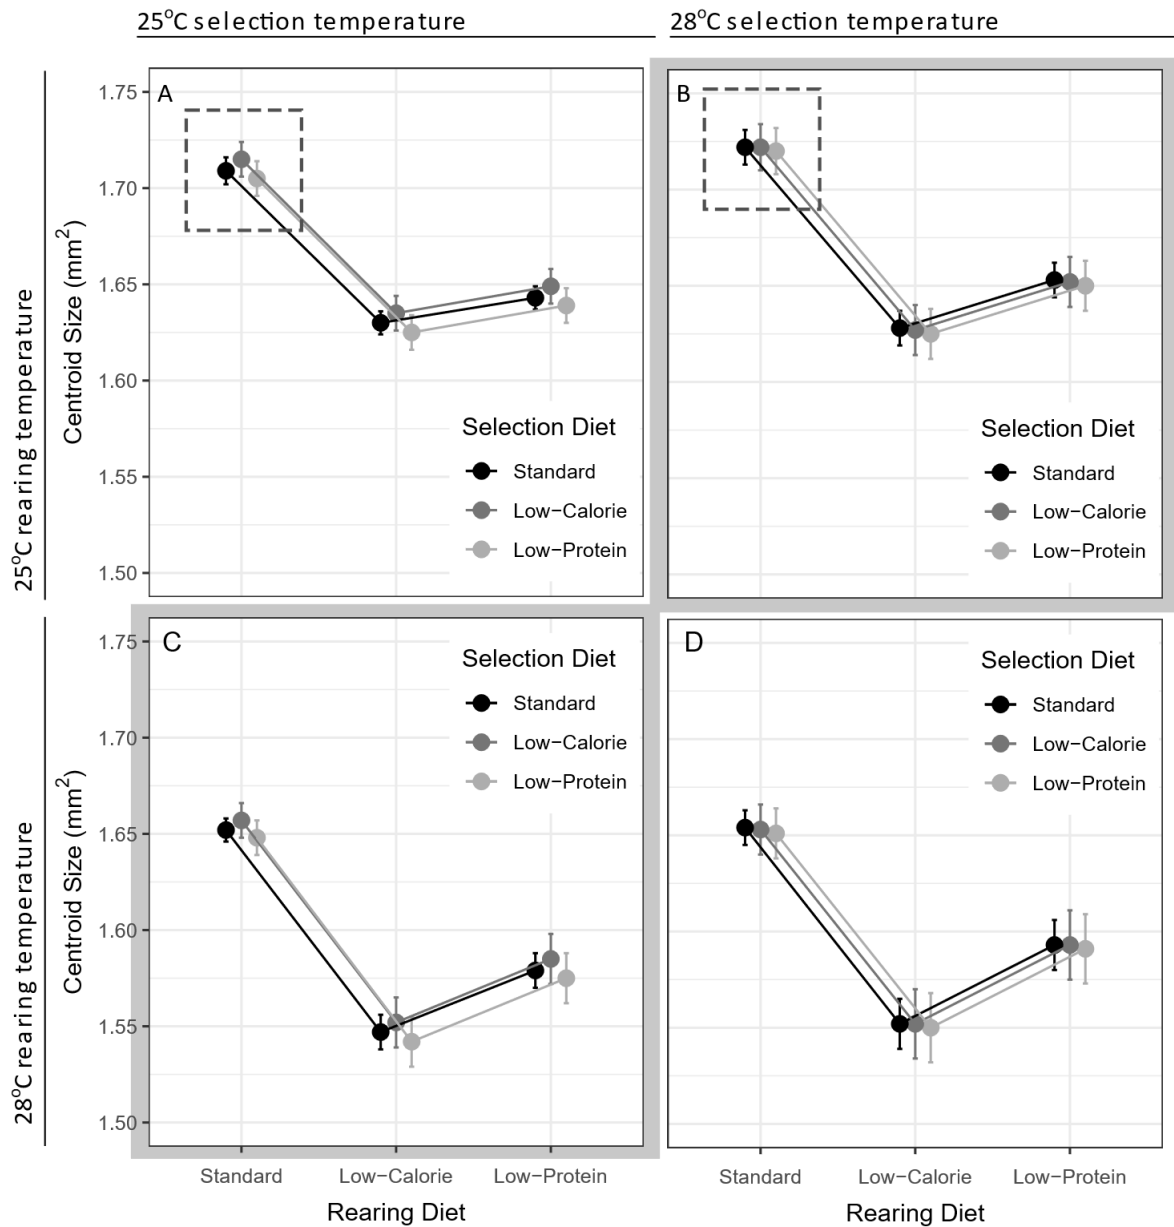 25°C selection temperature
28°C selection temperature
25°C rearing temperature
Centroid Size (mm²)
1.75
1.70
1.65
1.60
1.55
1.50
A
Selection Diet
Standard
Low−Calorie
Low−Protein
B
Selection Diet
Standard
Low−Calorie
Low−Protein
28°C rearing temperature
Centroid Size (mm²)
1.75
1.70
1.65
1.60
1.55
1.50
C
Selection Diet
Standard
Low−Calorie
Low−Protein
D
Selection Diet
Standard
Low−Calorie
Low−Protein
Standard Low−Calorie Low−Protein
Rearing Diet
Standard Low−Calorie Low−Protein
Rearing Diet